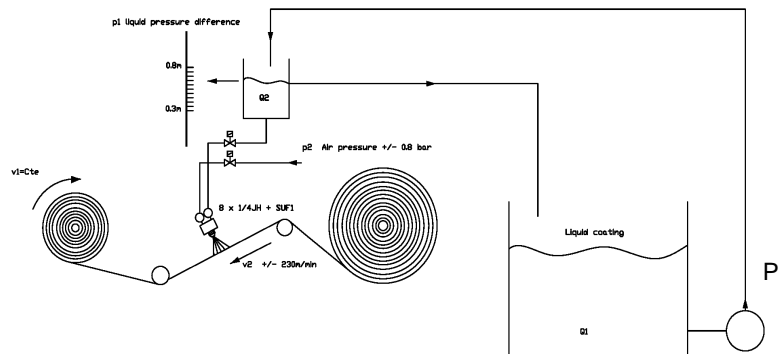 p1 liquid pressure difference
0.8m
0.3m
Q2
p2 Air pressure +/- 0.8 bar
v1=Cte
8 x 1/4JH + SUF1
v2 +/- 230m/min
Liquid coating
P
Q1